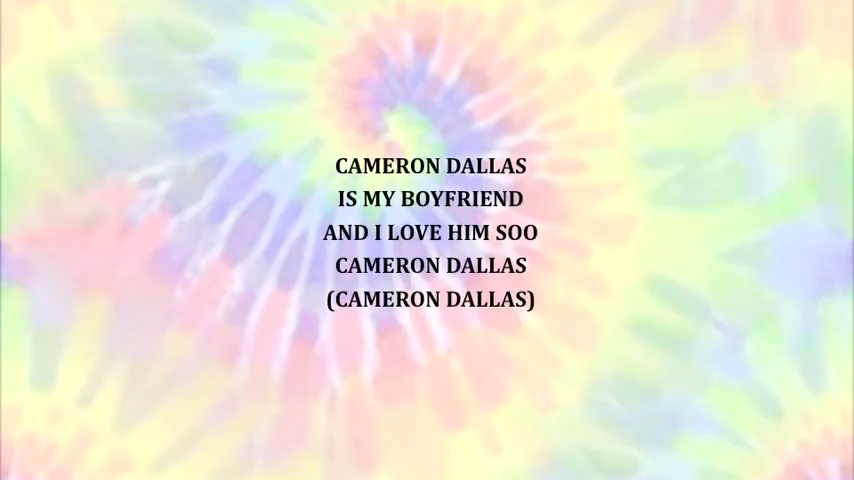 CAMERON DALLAS
IS MY BOYFRIEND
AND I LOVE HIM SOO
CAMERON DALLAS
(CAMERON DALLAS)